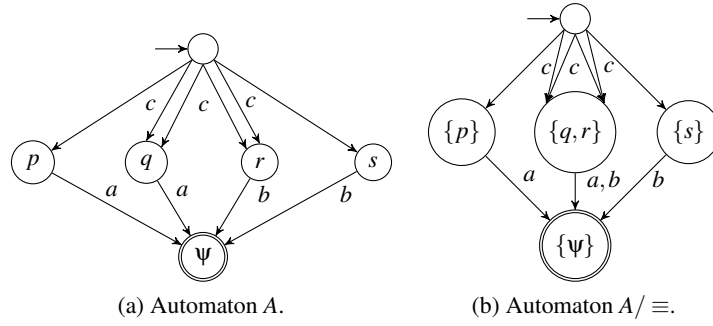 c c c
p q r s
a a b b
ψ
(a) Automaton A.
c c c
{p} {q, r} {s}
a a, b b
{ψ}
(b) Automaton A/ ≡.